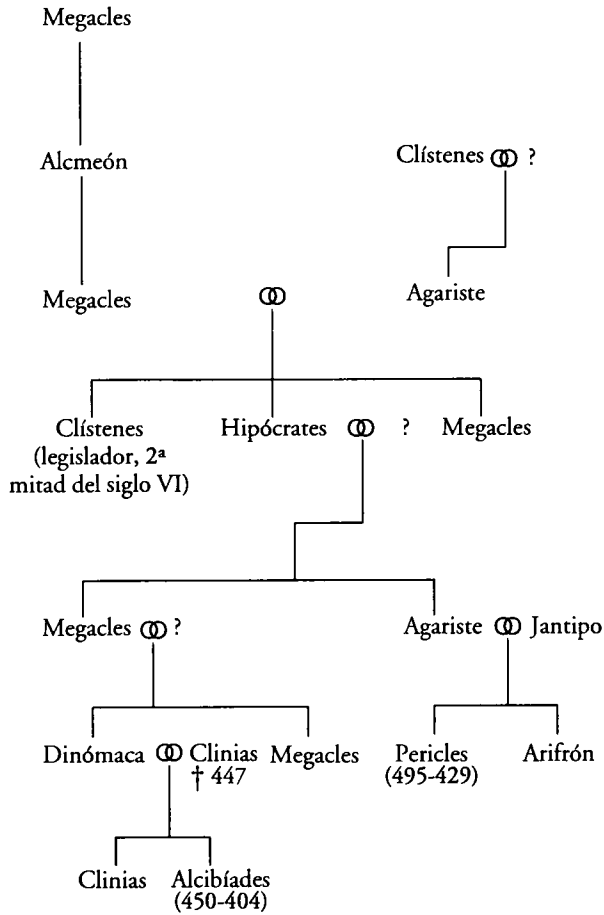 Megacles
Alcmeón
Clístenes ?
Megacles
Agariste
Clístenes
(legislador, 2ª
mitad del siglo VI)
Hipócrates ? Megacles
Megacles ?
Agariste Jantipo
Dinómaca Clinias
† 447
Megacles
Pericles
(495-429)
Arifrón
Clinias
Alcibíades
(450-404)